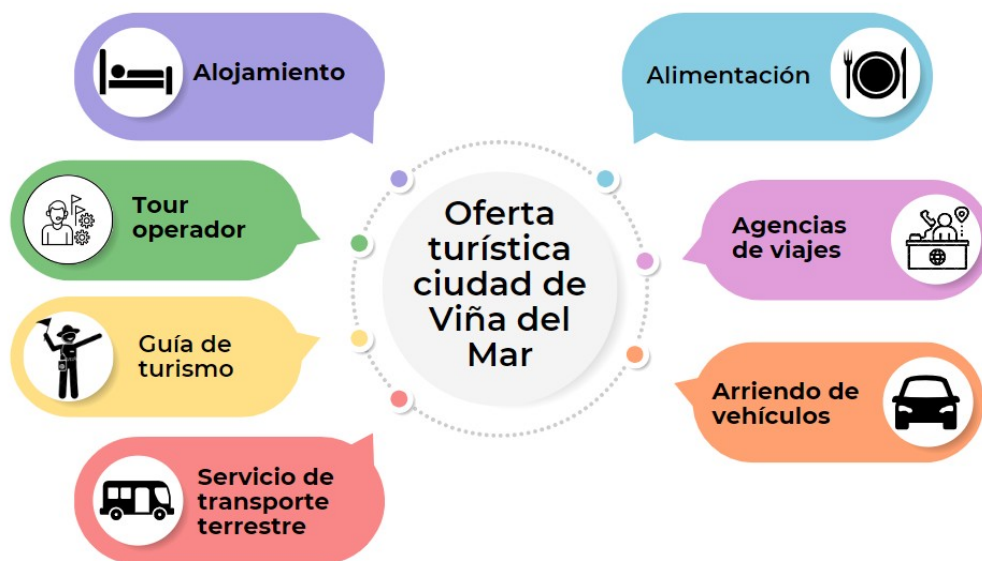 Alojamiento
Alimentación
Tour
operador
Agencias
de viajes
Oferta
turística
ciudad de
Viña del
Mar
Guía de
turismo
Arriendo de
vehículos
Servicio de
transporte
terrestre